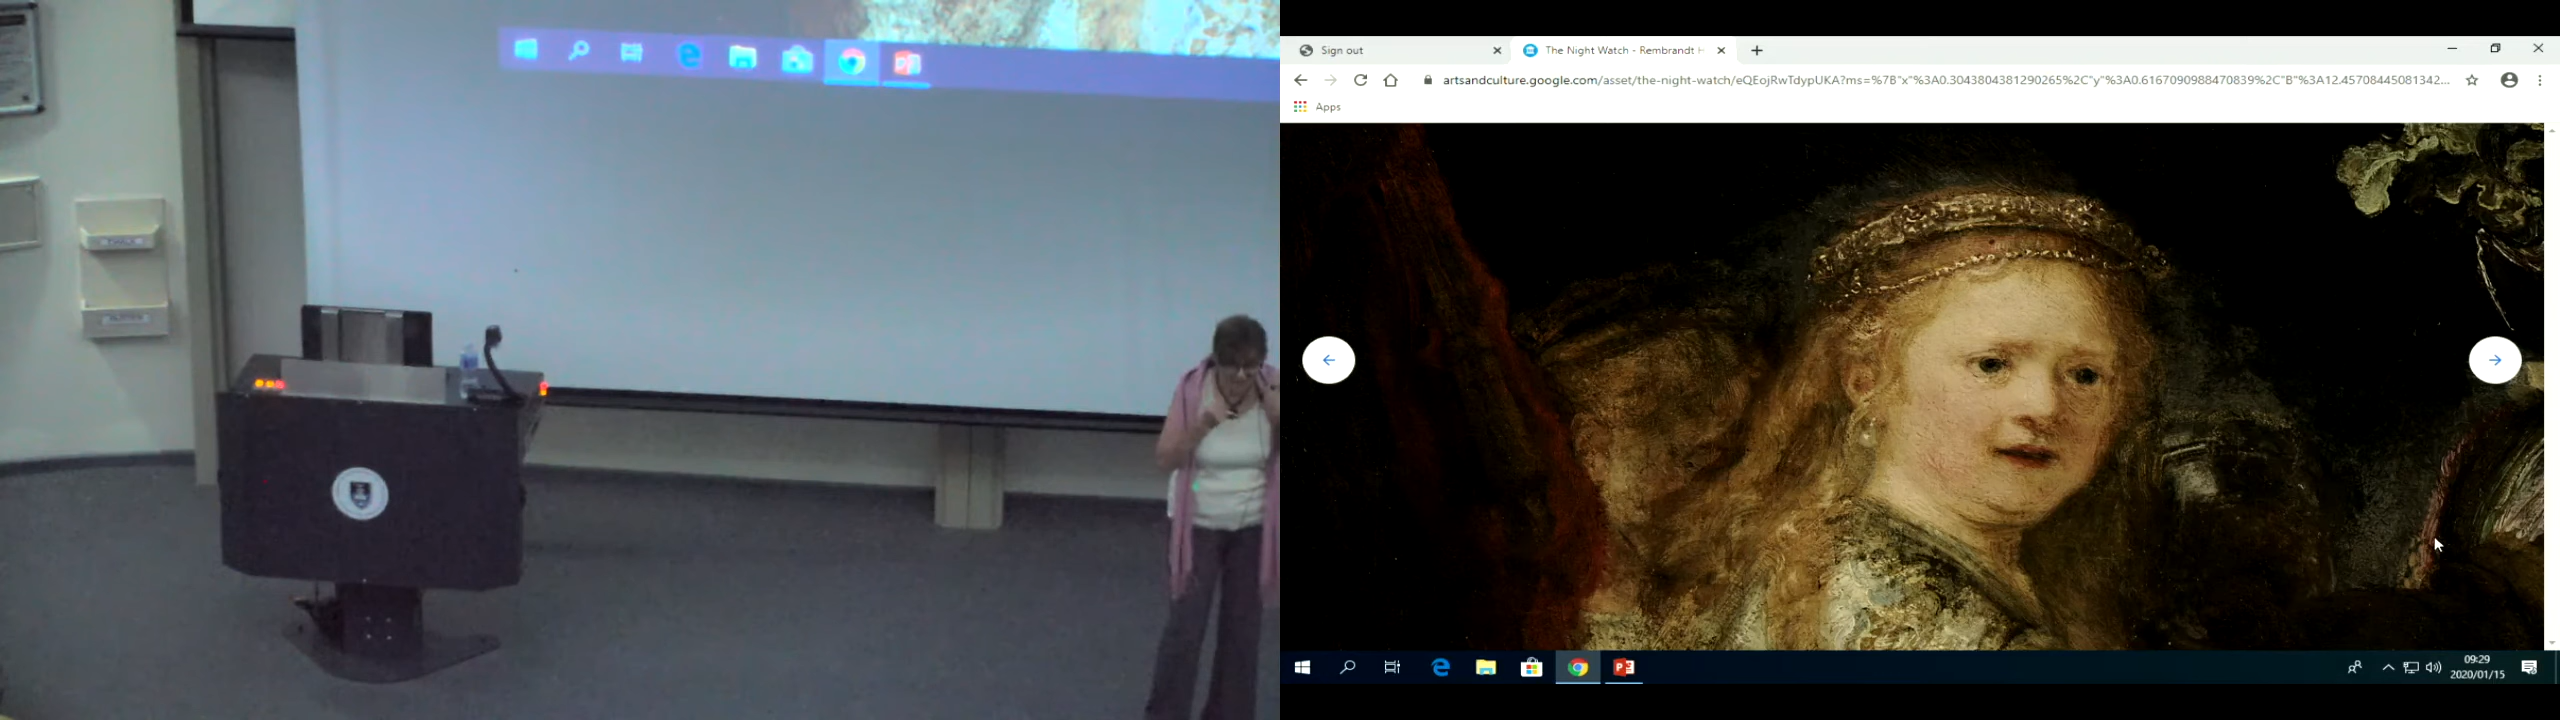 Sign out
The Night Watch - Rembrandt H
artsandculture.google.com/asset/the-night-watch/eQEojRwTdypUKA?ms=%7B"x"%3A0.3043804381290265%2C"y"%3A0.6167090988470839%2C"B"%3A12.45708445081342...
Apps
09:29
2020/01/15